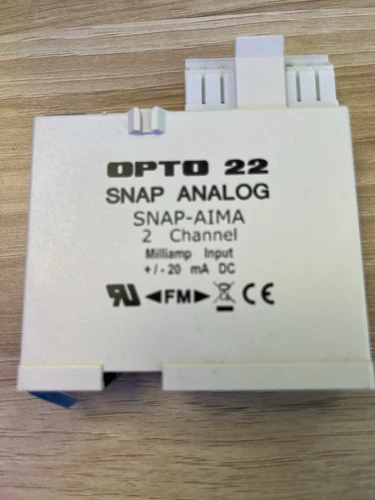 OPTO 22
SNAP ANALOG
SNAP-AIMA
2 Channel
Milliamp Input
+/-20 mA DC
FM CE